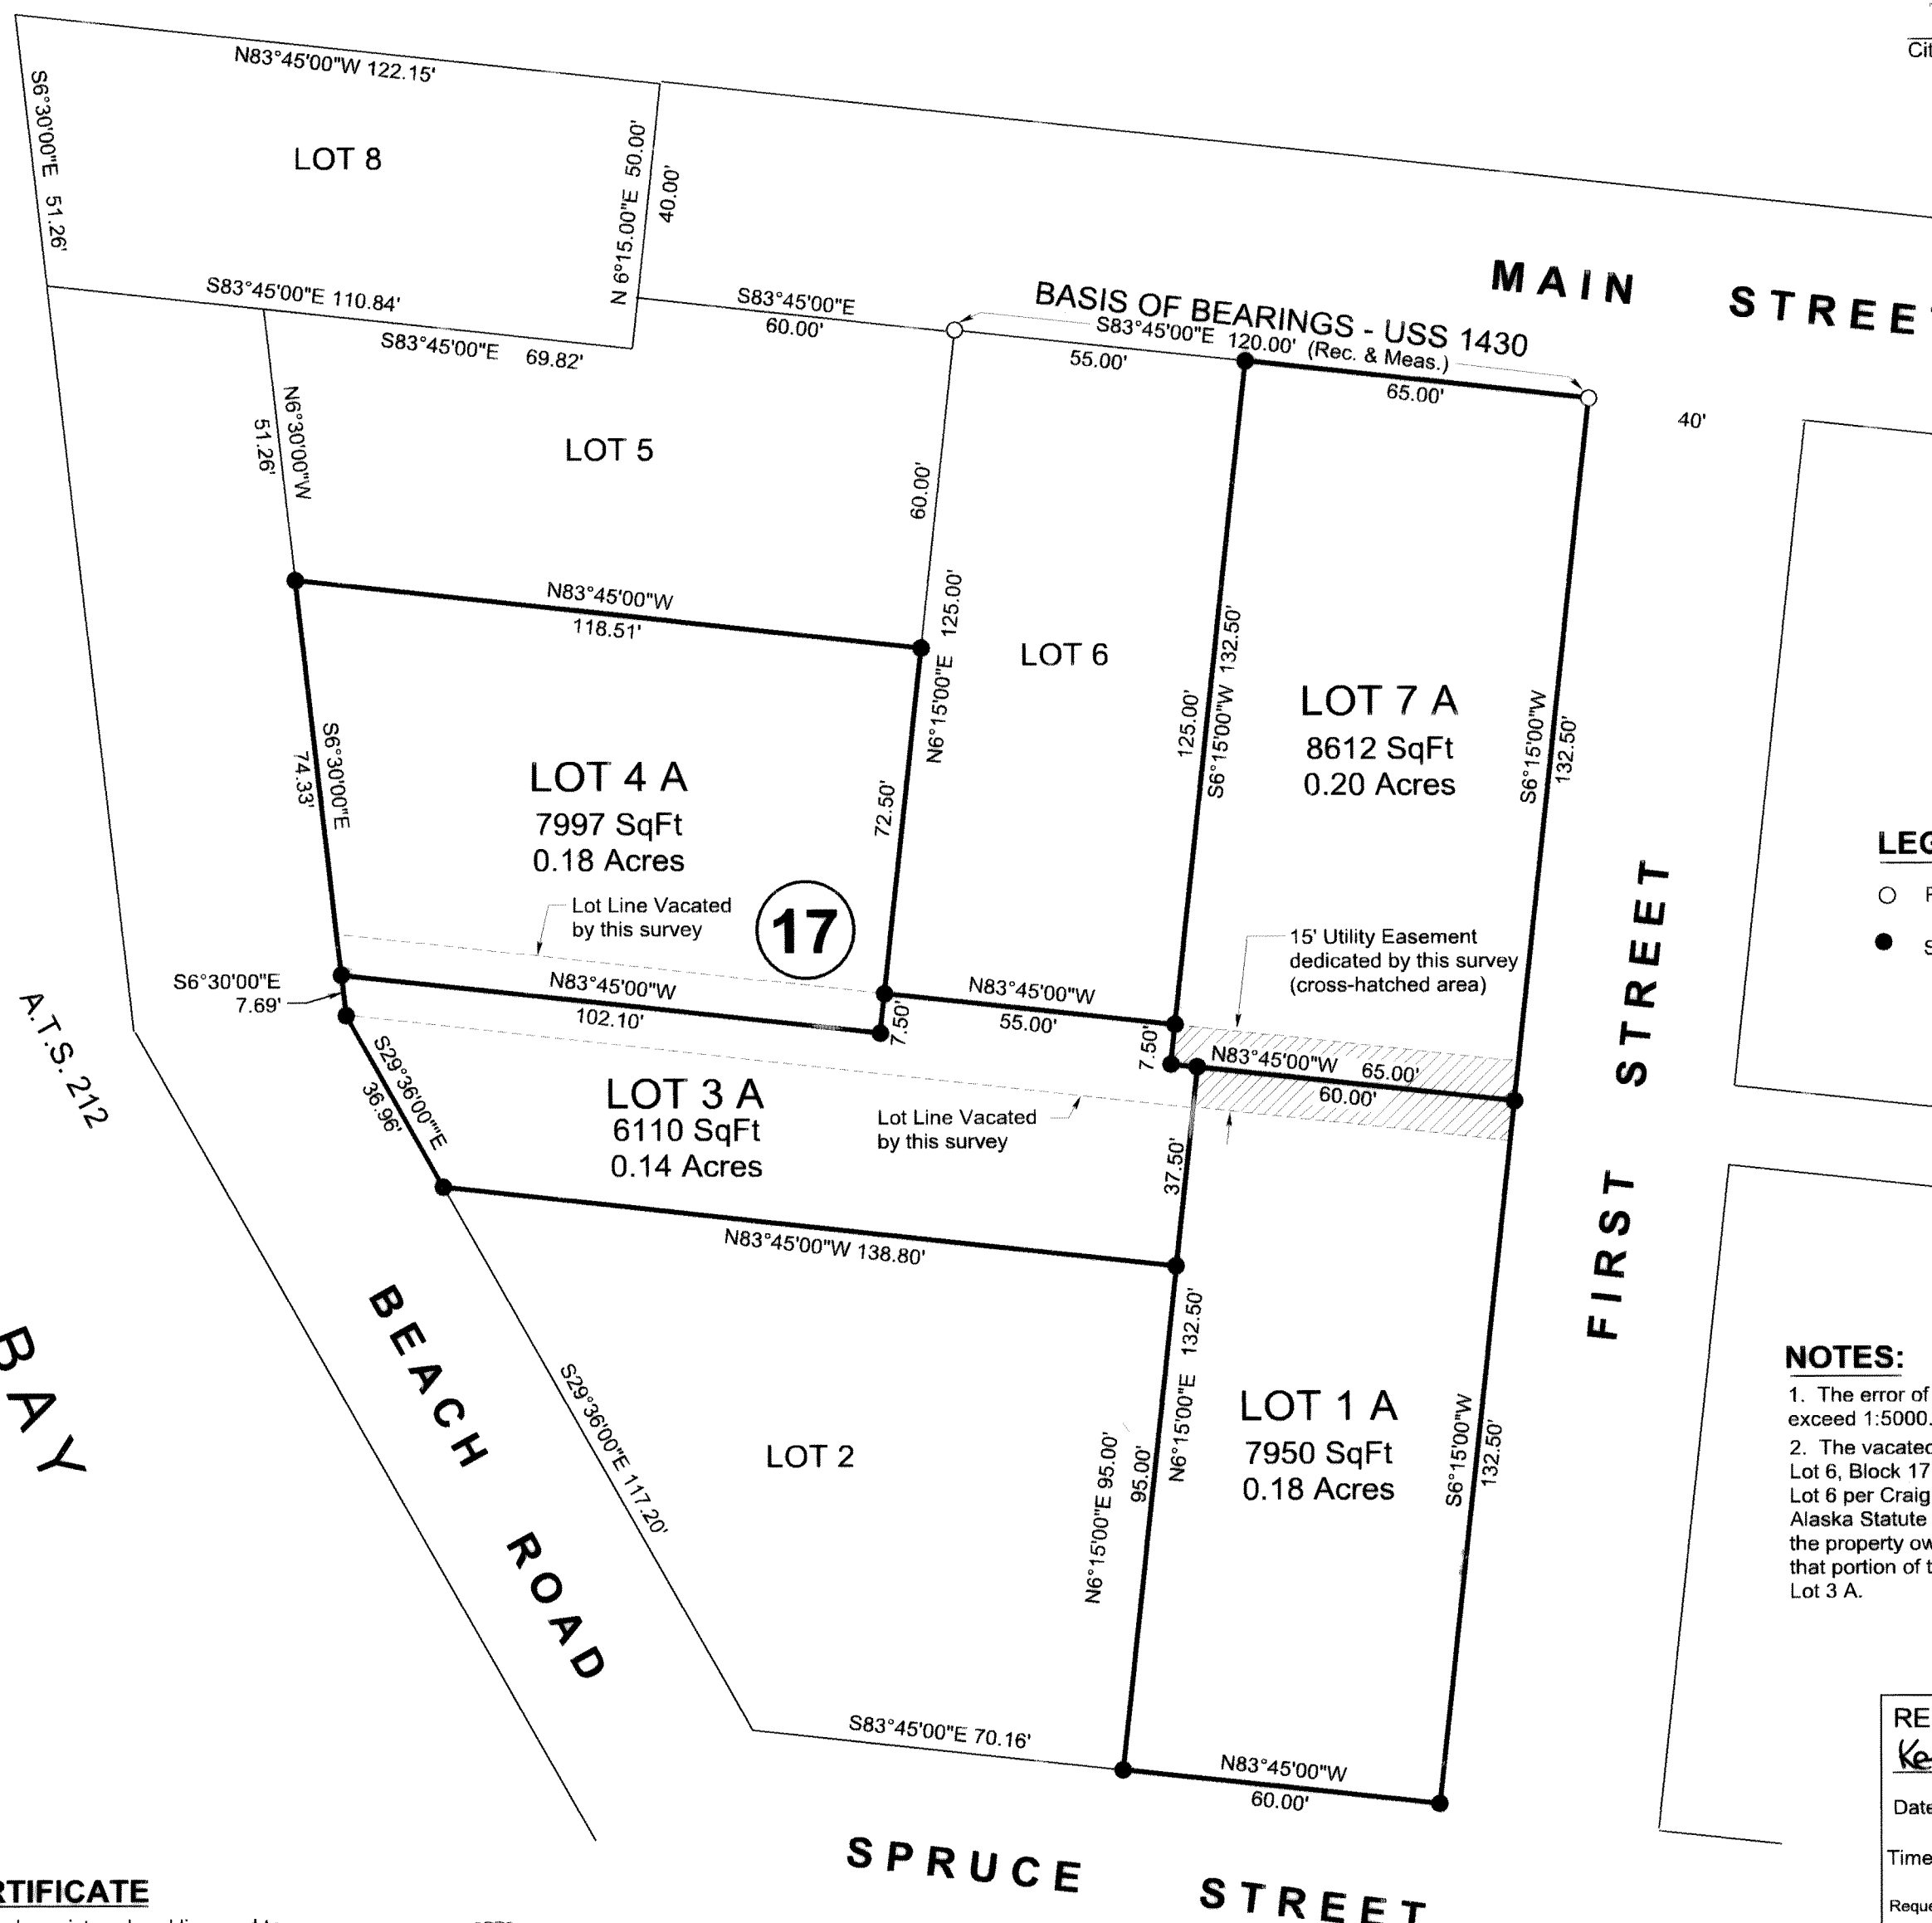 Cit
N83°45'00"W 122.15'
S6°30'00"E 51.26'
LOT 8
N 6°15.00"E 50.00'
40.00'
S83°45'00"E 110.84'
S83°45'00"E 69.82'
S83°45'00"E
60.00'
BASIS OF BEARINGS - USS 1430
S83°45'00"E 120.00' (Rec. & Meas.)
55.00'
65.00'
MAIN STREET
40'
N6°30'00"W
51.26'
LOT 5
60.00'
N83°45'00"W
118.51'
N6°15'00"E 125.00'
LOT 6
125.00'
S6°15'00"W 132.50'
LOT 7 A
8612 SqFt
0.20 Acres
S6°15'00"W
132.50'
S6°30'00"E
74.33'
LOT 4 A
7997 SqFt
0.18 Acres
72.50'
Lot Line Vacated
by this survey
17
15' Utility Easement
dedicated by this survey
(cross-hatched area)
LEG
S6°30'00"E
7.69'
N83°45'00"W
102.10'
7.50'
N83°45'00"W
55.00'
7.50'
N83°45'00"W 65.00'
60.00'
A.T.S. 212
S29°36'00""E
36.96'
LOT 3 A
6110 SqFt
0.14 Acres
Lot Line Vacated
by this survey
37.50'
N83°45'00"W 138.80'
FIRST STREET
BAY
BEACH ROAD
S29°36'00"E 117.20'
LOT 2
N6°15'00"E 95.00'
95.00'
N6°15'00"E 132.50'
LOT 1 A
7950 SqFt
0.18 Acres
S6°15'00"W
132.50'
NOTES:
1. The error of
exceed 1:5000.
2. The vacated
Lot 6, Block 17
Lot 6 per Craig
Alaska Statute
the property ow
that portion of t
Lot 3 A.
S83°45'00"E 70.16'
N83°45'00"W
60.00'
SPRUCE STREET
RE
Ke
Date
Time
Reque
RTIFICATE